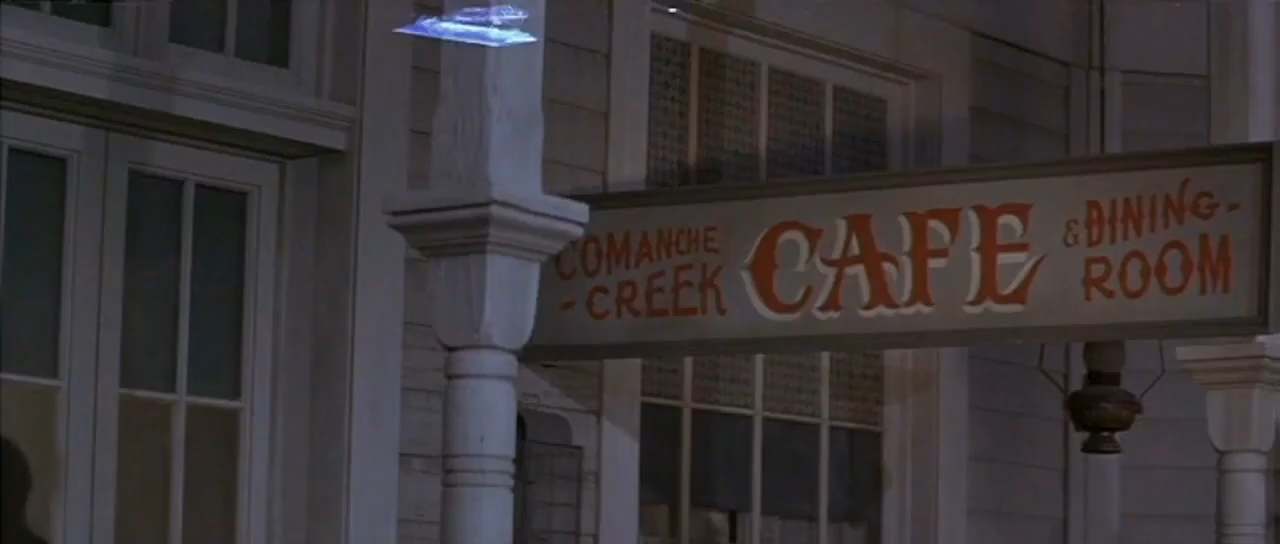 COMANCHE
-CREEK
CAFE
& DINING-
ROOM